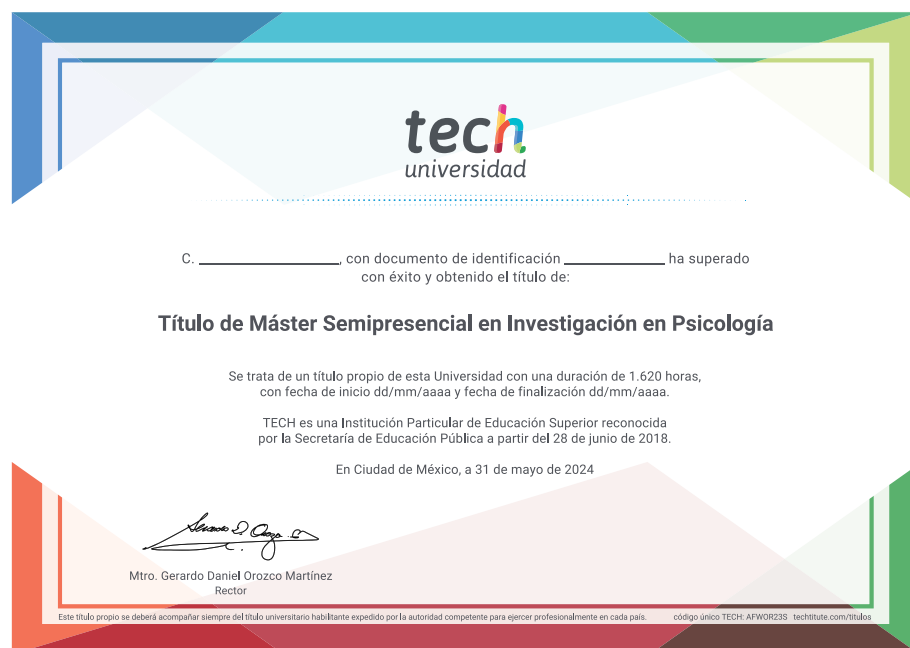 tech
universidad
C. ____________, con documento de identificación ____________ ha superado
con éxito y obtenido el título de:
Título de Máster Semipresencial en Investigación en Psicología
Se trata de un título propio de esta Universidad con una duración de 1.620 horas,
con fecha de inicio dd/mm/aaaa y fecha de finalización dd/mm/aaaa.
TECH es una Institución Particular de Educación Superior reconocida
por la Secretaría de Educación Pública a partir del 28 de junio de 2018.
En Ciudad de México, a 31 de mayo de 2024
Mtro. Gerardo Daniel Orozco Martínez
Rector
Este título propio se deberá acompañar siempre del título universitario habilitante expedido por la autoridad competente para ejercer profesionalmente en cada país. código único TECH: AFWOR23S techtitute.com/titulos